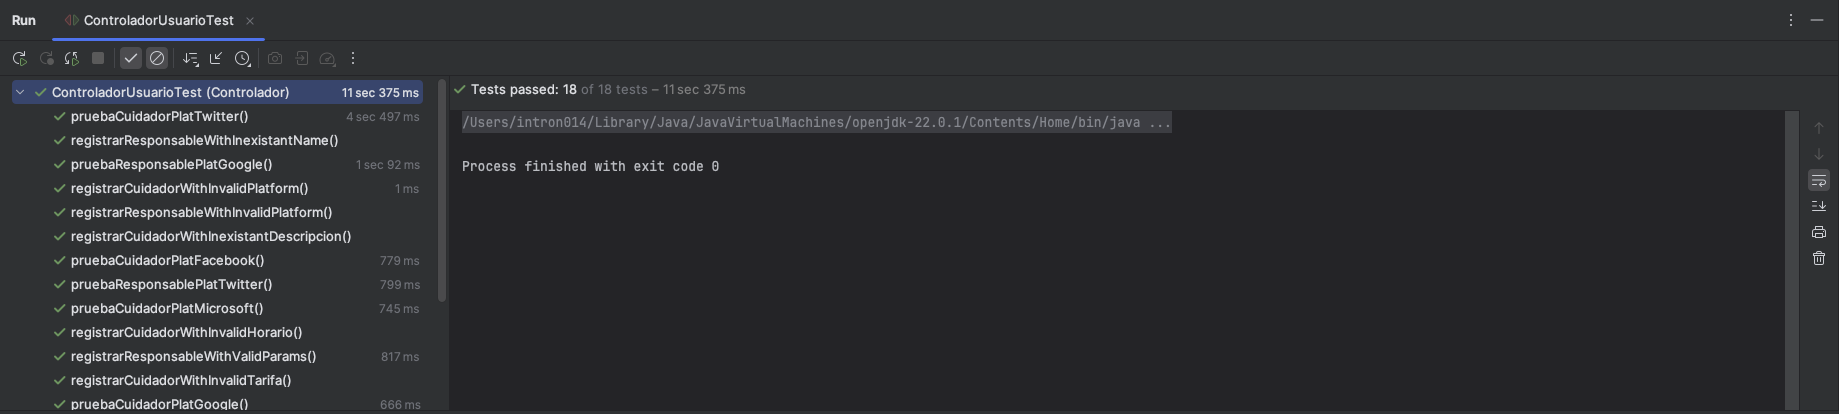 Run ControladorUsuarioTest
ControladorUsuarioTest (Controlador) 11 sec 375 ms
pruebaCuidadorPlatTwitter() 4 sec 497 ms
registrarResponsableWithInexistantName()
pruebaResponsablePlatGoogle() 1 sec 92 ms
registrarCuidadorWithInvalidPlatform() 1 ms
registrarResponsableWithInvalidPlatform()
registrarCuidadorWithInexistantDescripcion()
pruebaCuidadorPlatFacebook() 779 ms
pruebaResponsablePlatTwitter() 799 ms
pruebaCuidadorPlatMicrosoft() 745 ms
registrarCuidadorWithInvalidHorario()
registrarResponsableWithValidParams() 817 ms
registrarCuidadorWithInvalidTarifa()
pruebaCuidadorPlatGoogle() 666 ms
Tests passed: 18 of 18 tests – 11 sec 375 ms
/Users/intron014/Library/Java/JavaVirtualMachines/openjdk-22.0.1/Contents/Home/bin/java ...
Process finished with exit code 0